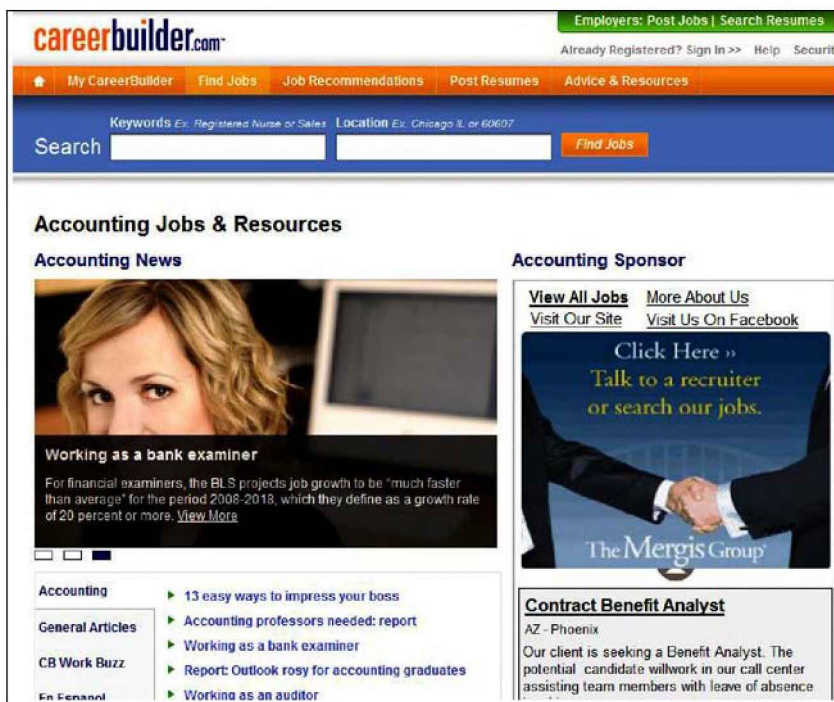 careerbuilder.com
Employers: Post Jobs | Search Resumes
Already Registered? Sign In >> Help Securit
My CareerBuilder Find Jobs Job Recommendations Post Resumes Advice & Resources
Keywords Ex. Registered Nurse or Sales Location Ex. Chicago IL or 60607
Search Find Jobs
Accounting Jobs & Resources
Accounting News
Working as a bank examiner
For financial examiners, the BLS projects job growth to be "much faster
than average" for the period 2008-2018, which they define as a growth rate
of 20 percent or more. View More
Accounting
General Articles
CB Work Buzz
En Espanol
13 easy ways to impress your boss
Accounting professors needed: report
Working as a bank examiner
Report: Outlook rosy for accounting graduates
Working as an auditor
Accounting Sponsor
View All Jobs More About Us
Visit Our Site Visit Us On Facebook
Click Here »
Talk to a recruiter
or search our jobs.
The Mergis Group
Contract Benefit Analyst
AZ - Phoenix
Our client is seeking a Benefit Analyst. The
potential candidate willwork in our call center
assisting team members with leave of absence